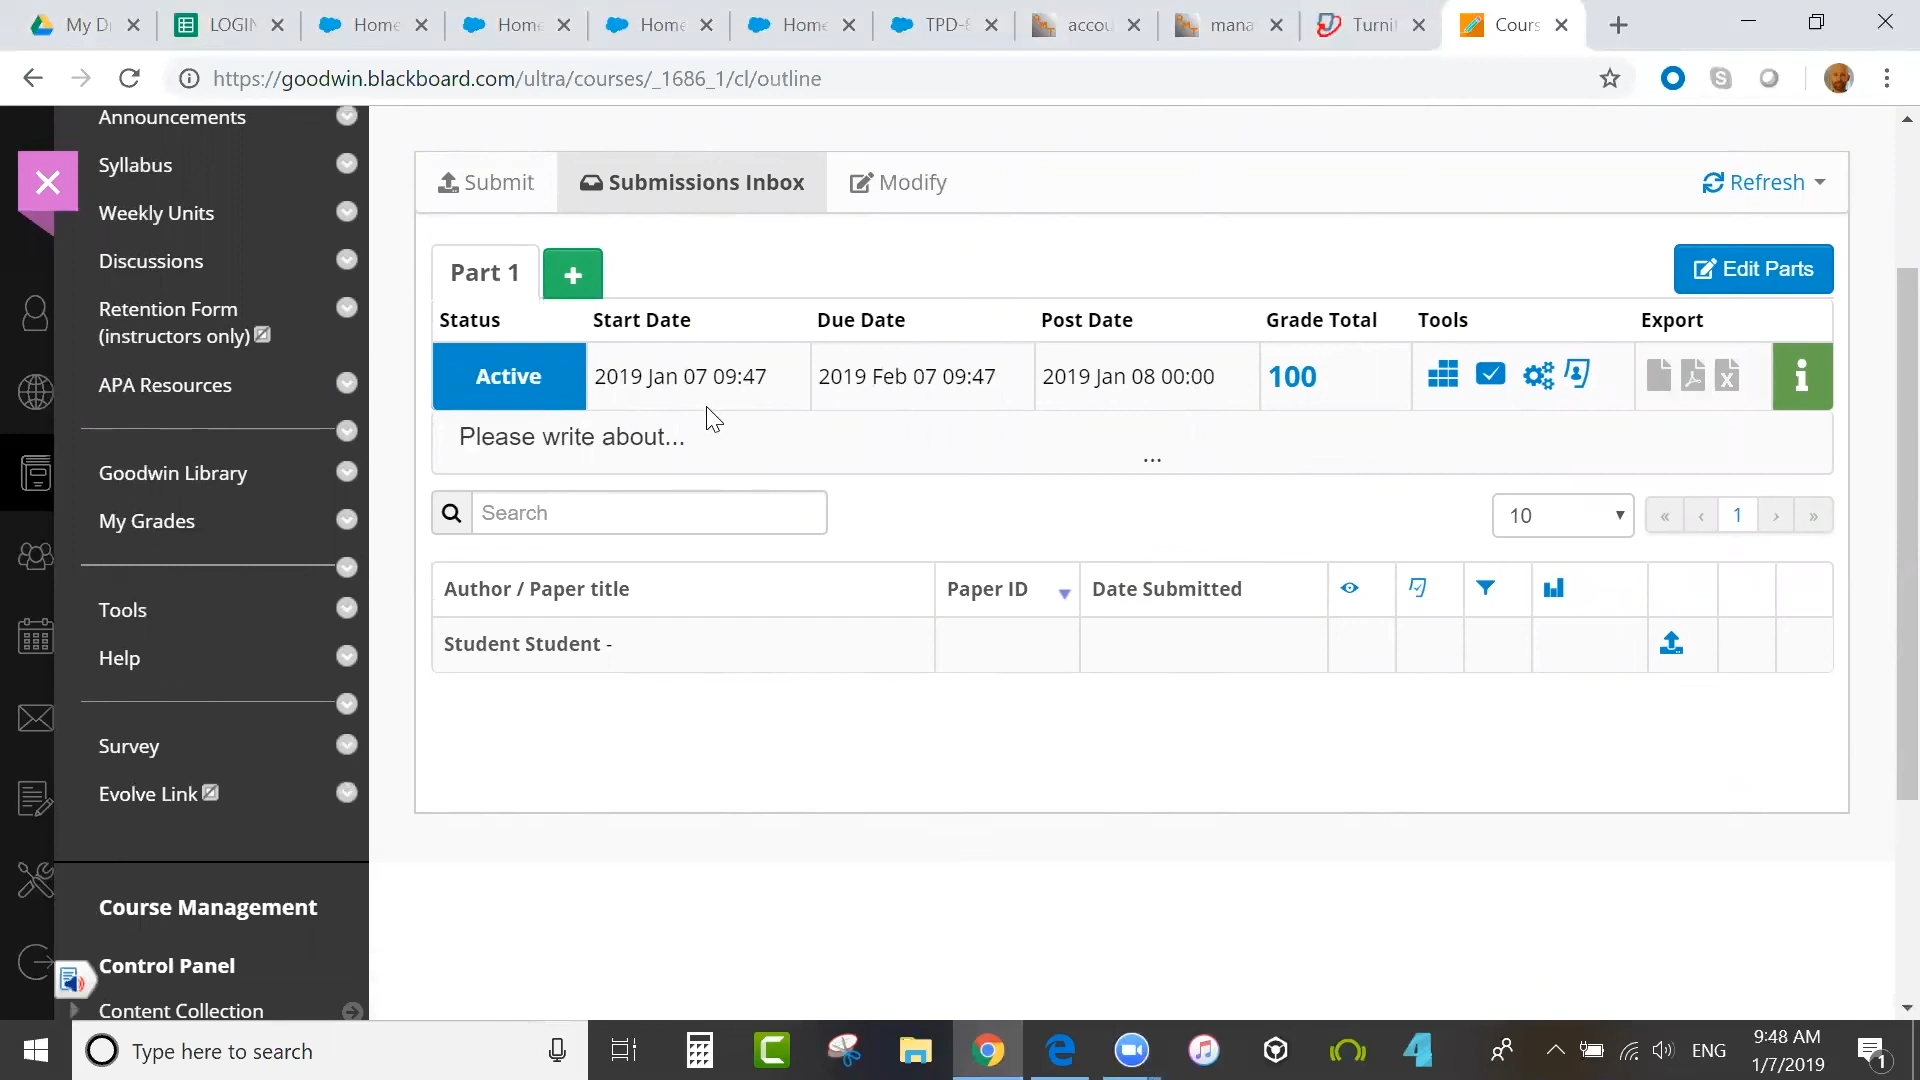 My D
LOGIN
Home
Home
Home
Home
TPD-8
accou
mana
Turnit
Cours
https://goodwin.blackboard.com/ultra/courses/_1686_1/cl/outline
Announcements
Syllabus
Weekly Units
Discussions
Retention Form
(instructors only)
APA Resources
Goodwin Library
My Grades
Tools
Help
Survey
Evolve Link
Course Management
Control Panel
Content Collection
Submit
Submissions Inbox
Modify
Refresh
Part 1
Edit Parts
Status Start Date Due Date Post Date Grade Total Tools Export
Active 2019 Jan 07 09:47 2019 Feb 07 09:47 2019 Jan 08 00:00 100
Please write about...
...
Search
10
« ‹ 1 › »
Author / Paper title Paper ID Date Submitted
Student Student -
Type here to search
ENG
9:48 AM
1/7/2019
1